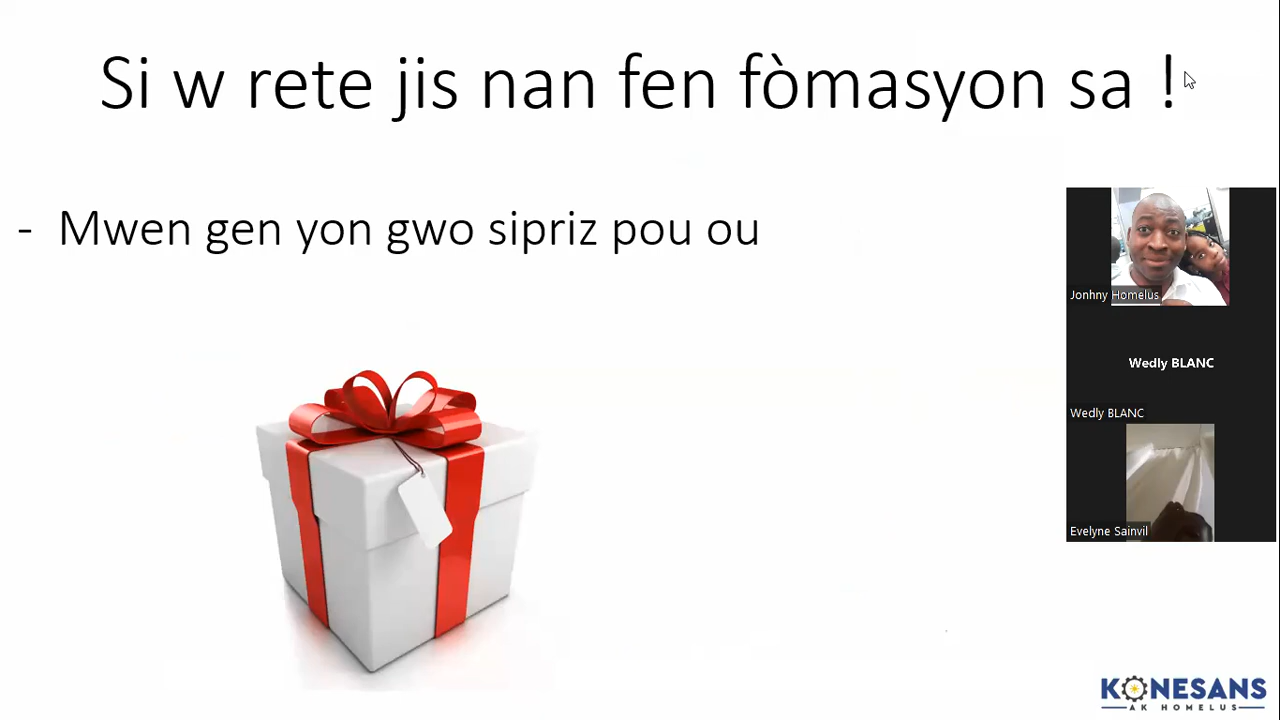 Si w rete jis nan fen fòmasyon sa !
- Mwen gen yon gwo sipriz pou ou
Jonhny Homelus
Wedly BLANC
Wedly BLANC
Evelyne Sainvil
KONESANS
AK HOMELUS